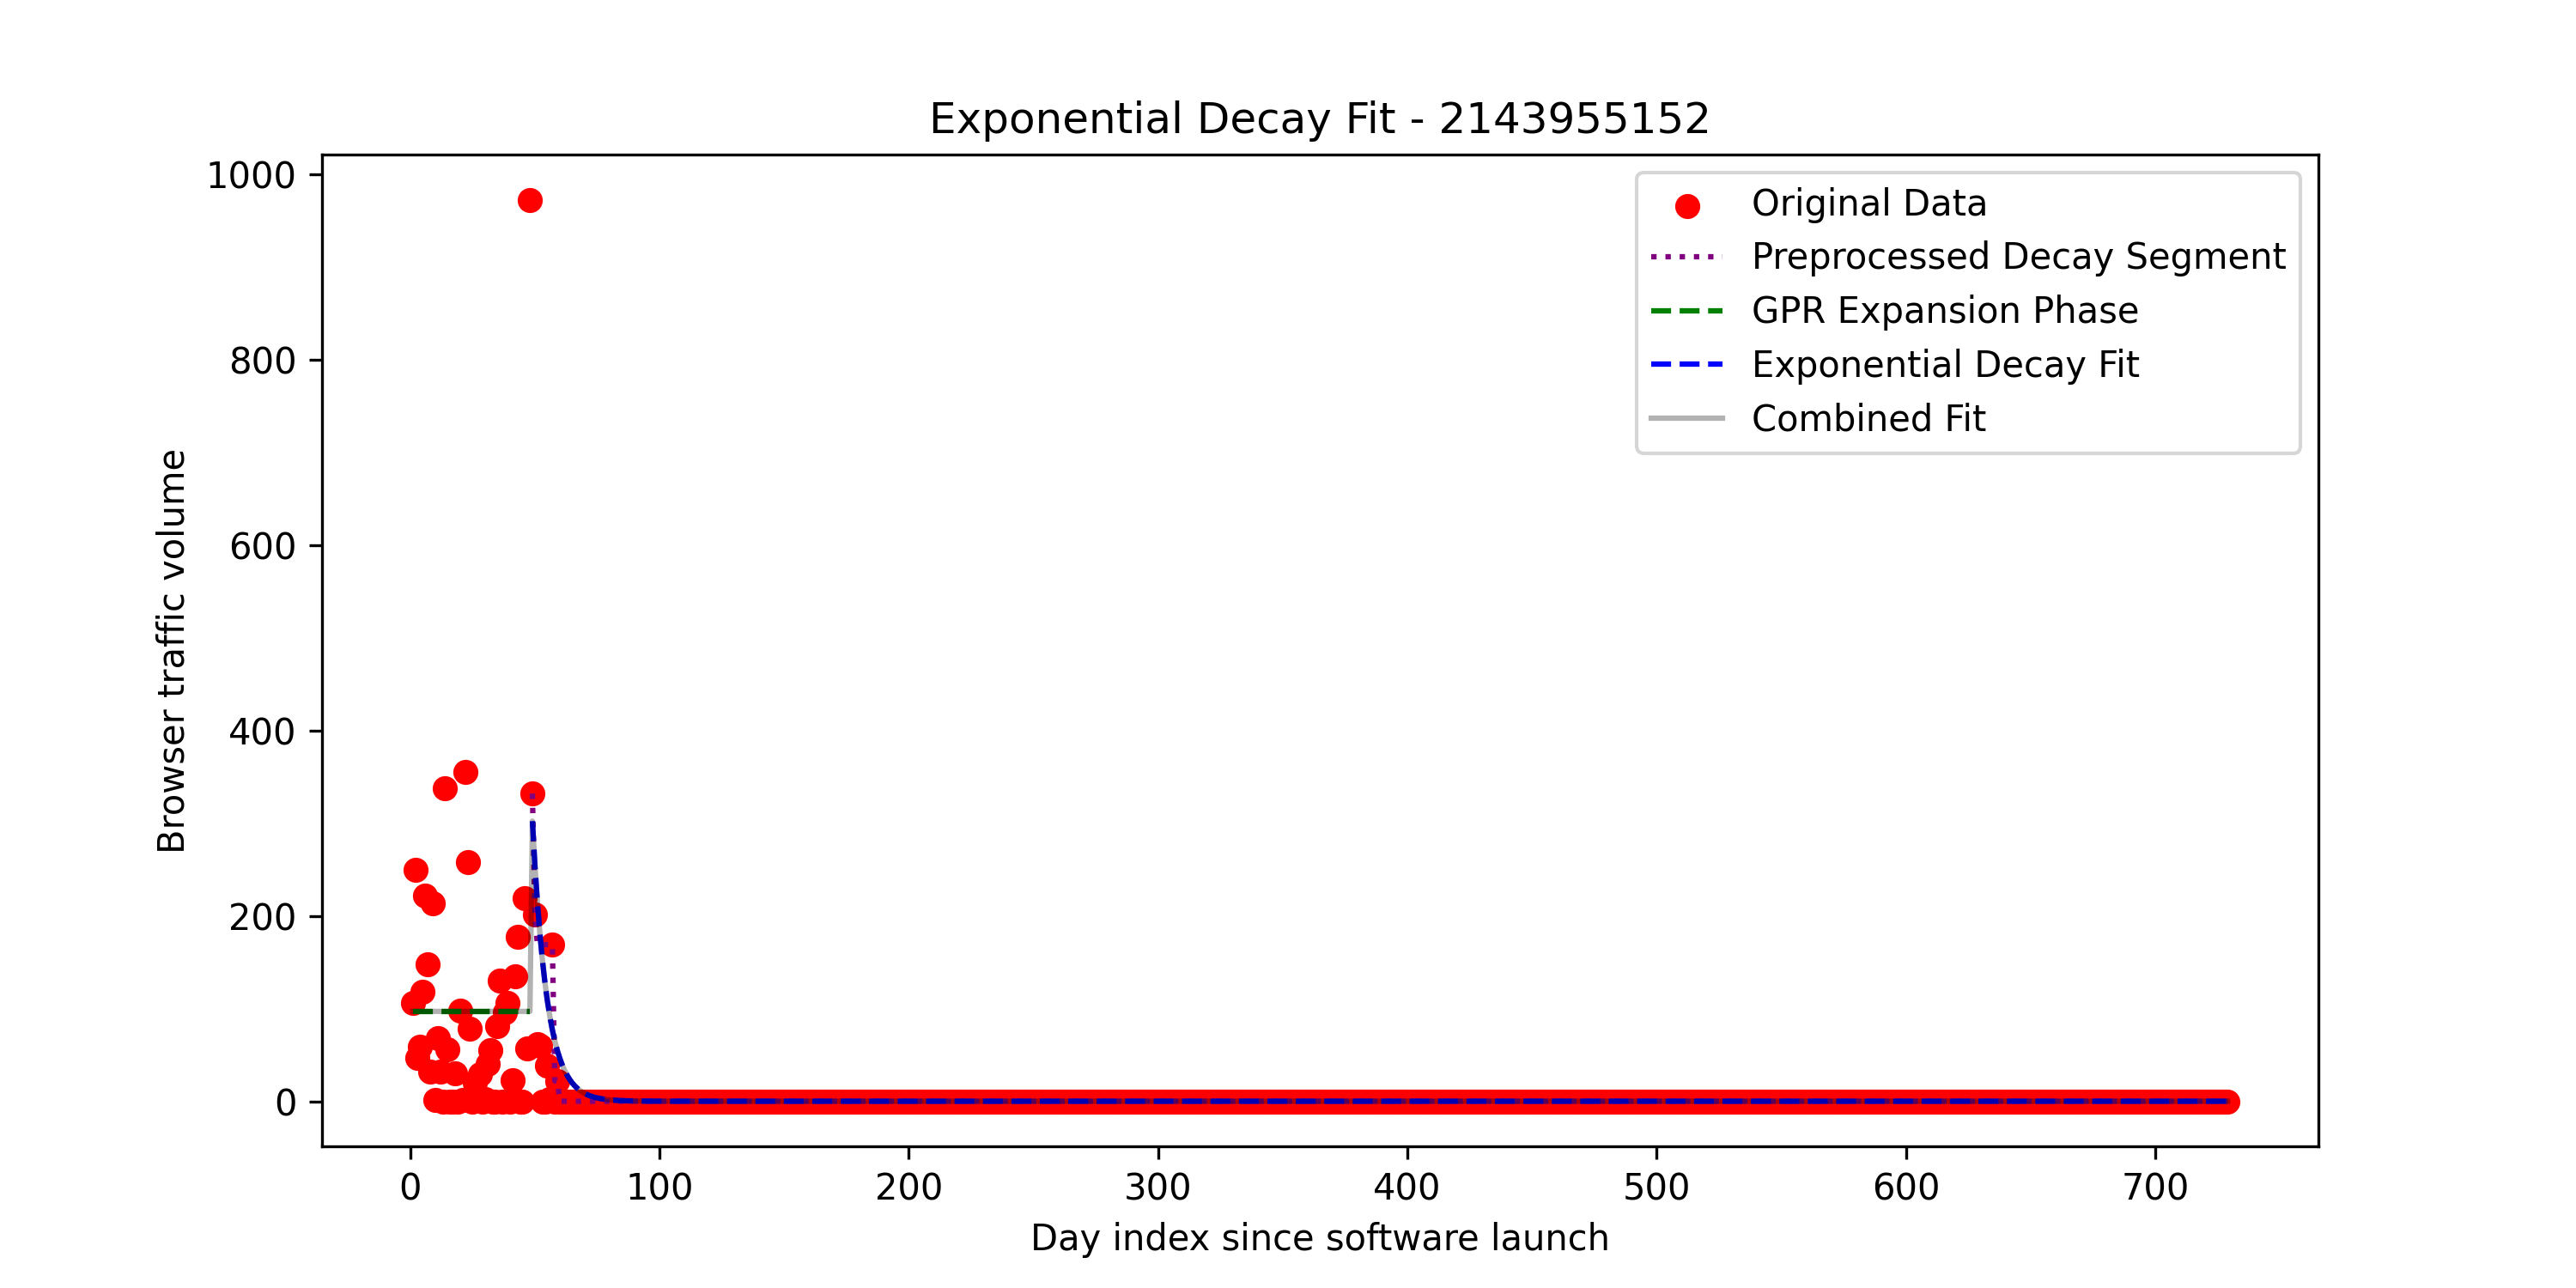 Exponential Decay Fit - 2143955152
1000
800
600
400
200
0
Browser traffic volume
Original Data
Preprocessed Decay Segment
GPR Expansion Phase
Exponential Decay Fit
Combined Fit
0 100 200 300 400 500 600 700
Day index since software launch